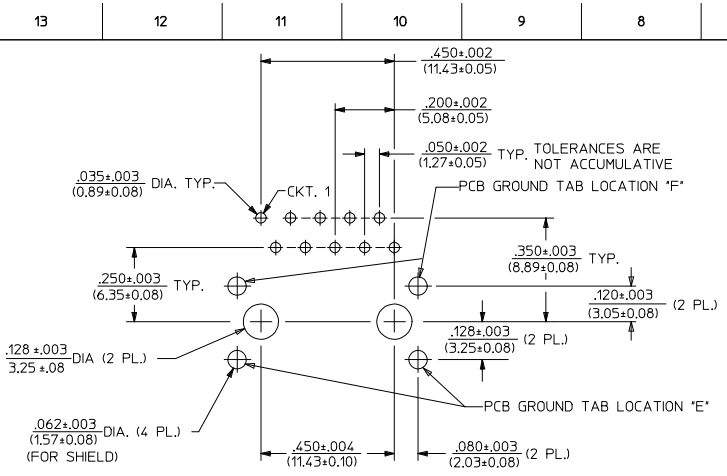 13 12 11 10 9 8
.450±.002
(11.43±0.05)
.200±.002
(5.08±0.05)
.050±.002
(1.27±0.05)
TYP. TOLERANCES ARE
NOT ACCUMULATIVE
.035±.003
(0.89±0.08)
DIA. TYP.
CKT. 1
PCB GROUND TAB LOCATION "F"
.350±.003
(8.89±0.08)
TYP.
.250±.003
(6.35±0.08)
TYP.
.120±.003
(3.05±0.08)
(2 PL.)
.128±.003
(3.25±0.08)
(2 PL.)
.128 ±.003
3.25 ±.08
DIA (2 PL.)
PCB GROUND TAB LOCATION "E"
.062±.003
(1.57±0.08)
DIA. (4 PL.)
(FOR SHIELD)
.450±.004
(11.43±0.10)
.080±.003
(2.03±0.08)
(2 PL.)